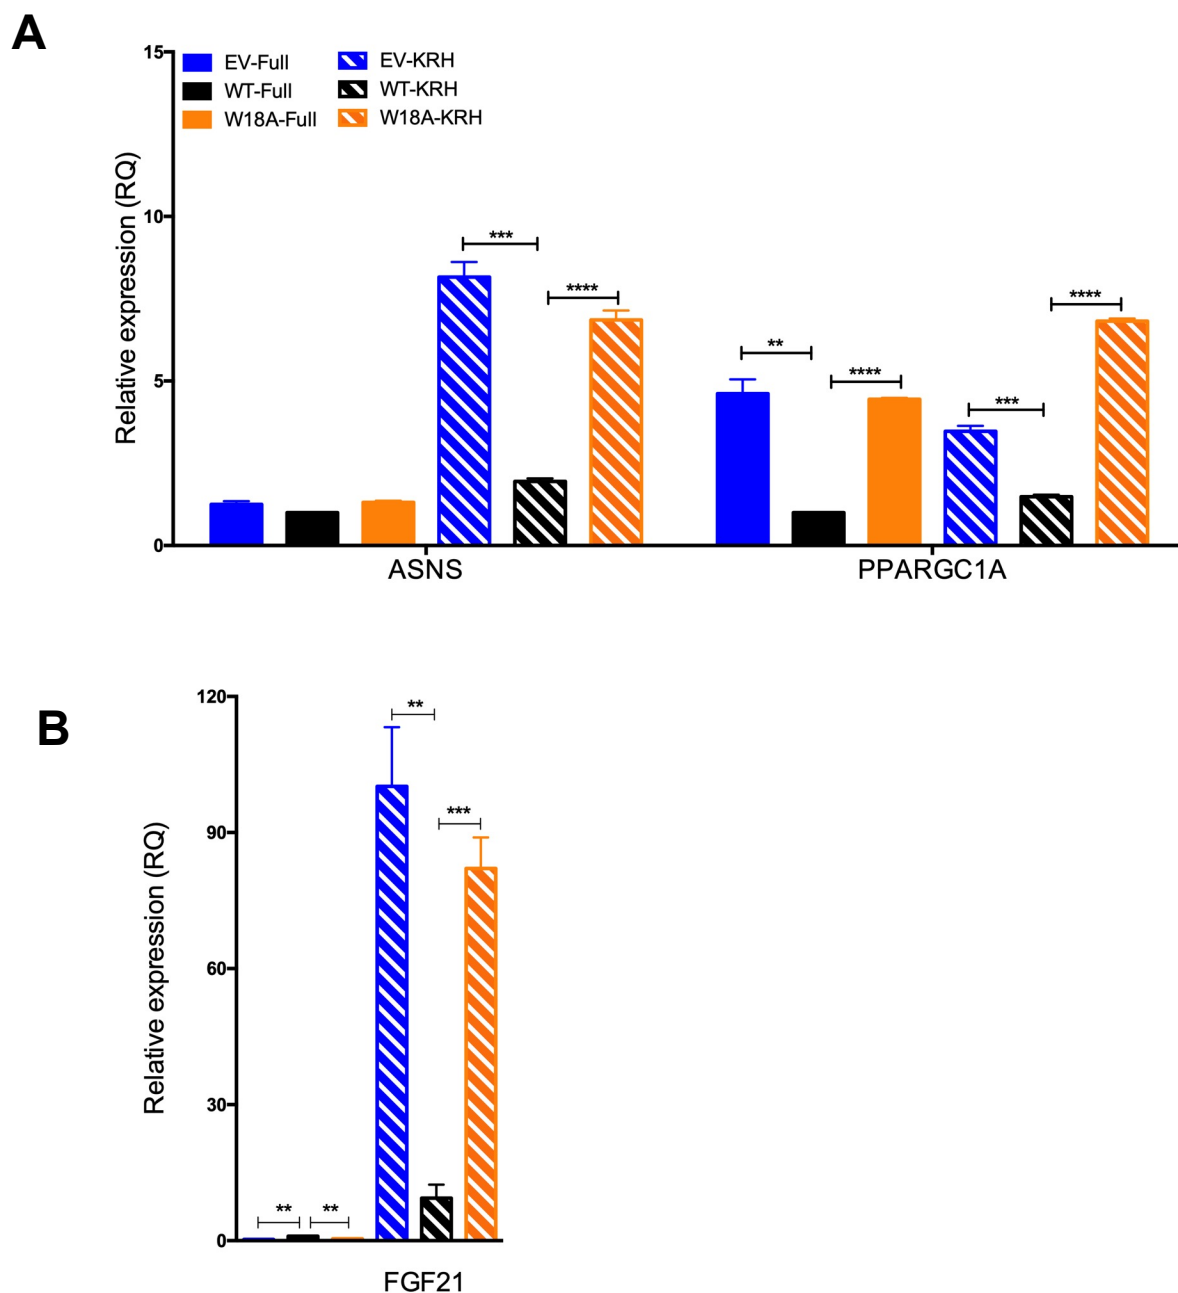 A
15
10
5
0
Relative expression (RQ)
EV-Full
EV-KRH
WT-Full
WT-KRH
W18A-Full
W18A-KRH
***
****
**
****
***
****
ASNS
PPARGC1A
B
120
90
60
30
0
Relative expression (RQ)
**
***
**
**
FGF21